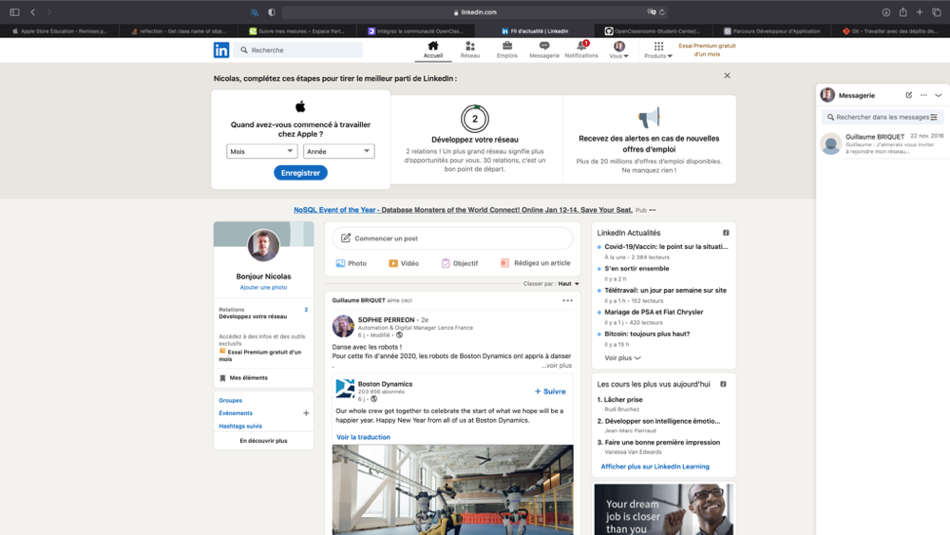 linkedin.com
Apple Store Éducation - Remises p...
reflection - Get class name of objec...
Suivre mes mesures - Espace Part...
Intégrez la communauté OpenClas...
Fil d'actualité | LinkedIn
OpenClassrooms-Student-Center/...
Parcours Développeur d'Application...
Git - Travailler avec des dépôts dis...
in
Recherche
Accueil
Réseau
Emplois
Messagerie
1
Notifications
Vous
Produits
Essai Premium gratuit
d'un mois
Nicolas, complétez ces étapes pour tirer le meilleur parti de LinkedIn :
Quand avez-vous commencé à travailler
chez Apple ?
Mois
Année
Enregistrer
2
Développez votre réseau
2 relations ! Un plus grand réseau signifie plus
d'opportunités pour vous. 30 relations, c'est un
bon point de départ.
Recevez des alertes en cas de nouvelles
offres d'emploi
Plus de 20 millions d'offres d'emploi disponibles.
Ne manquez rien !
NoSQL Event of the Year - Database Monsters of the World Connect! Online Jan 12-14. Save Your Seat. Pub
Bonjour Nicolas
Ajouter une photo
Relations 2
Développez votre réseau
Accédez à des infos et des outils
exclusifs
Essai Premium gratuit d'un
mois
Mes éléments
Groupes
Événements
Hashtags suivis
En découvrir plus
Commencer un post
Photo
Vidéo
Objectif
Rédigez un article
Classer par : Haut
Guillaume BRIQUET aime ceci
SOPHIE PERREON • 2e
Automation & Digital Manager Lenze France
6 j • Modifié •
Danse avec les robots !
Pour cette fin d'année 2020, les robots de Boston Dynamics ont appris à danser
. ...voir plus
Boston Dynamics
203 956 abonnés
6 j •
+ Suivre
Our whole crew got together to celebrate the start of what we hope will be a
happier year. Happy New Year from all of us at Boston Dynamics.
Voir la traduction
LinkedIn Actualités
Covid-19/Vaccin: le point sur la situati...
À la une • 2 384 lecteurs
S'en sortir ensemble
il y a 2 h
Télétravail: un jour par semaine sur site
il y a 1 h • 152 lecteurs
Mariage de PSA et Fiat Chrysler
il y a 1 j • 420 lecteurs
Bitcoin: toujours plus haut?
il y a 15 h
Voir plus
Les cours les plus vus aujourd'hui
1. Lâcher prise
Rudi Bruchez
2. Développer son intelligence émotio...
Jean-Marc Pairraud
3. Faire une bonne première impression
Vanessa Van Edwards
Afficher plus sur LinkedIn Learning
Your dream
job is closer
than you
Messagerie
Rechercher dans les messages
Guillaume BRIQUET 22 nov. 2016
Guillaume : J'aimerais vous inviter
à rejoindre mon réseau...